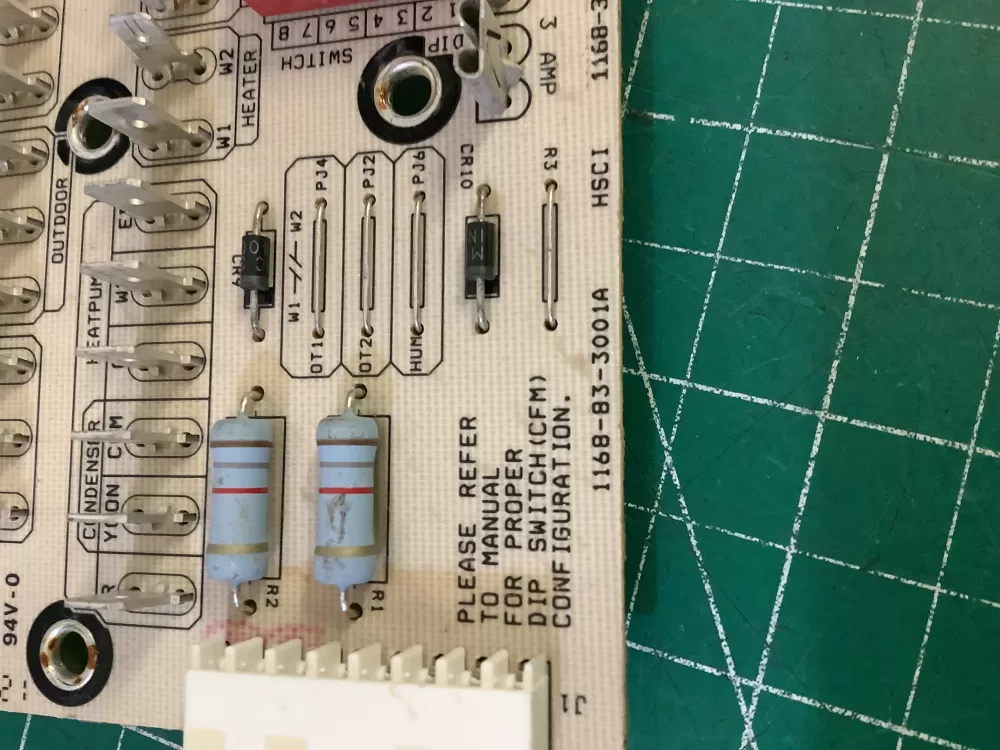 8 7 6 5 4 3 2 1
SWITCH
DIP
3 AMP
1168-3
W2
W1
HEATER
OUTDOOR
CR10
R3
HSCI
PJ4
PJ2
PJ6
W1 W2
OT1
OT2
HUM
HEATPUM
CONDENSER
Y ON C M
R
1168-83-3001A
PLEASE REFER
TO MANUAL
FOR PROPER
DIP SWITCH(CFM)
CONFIGURATION.
R2
R1
94V-0
J1